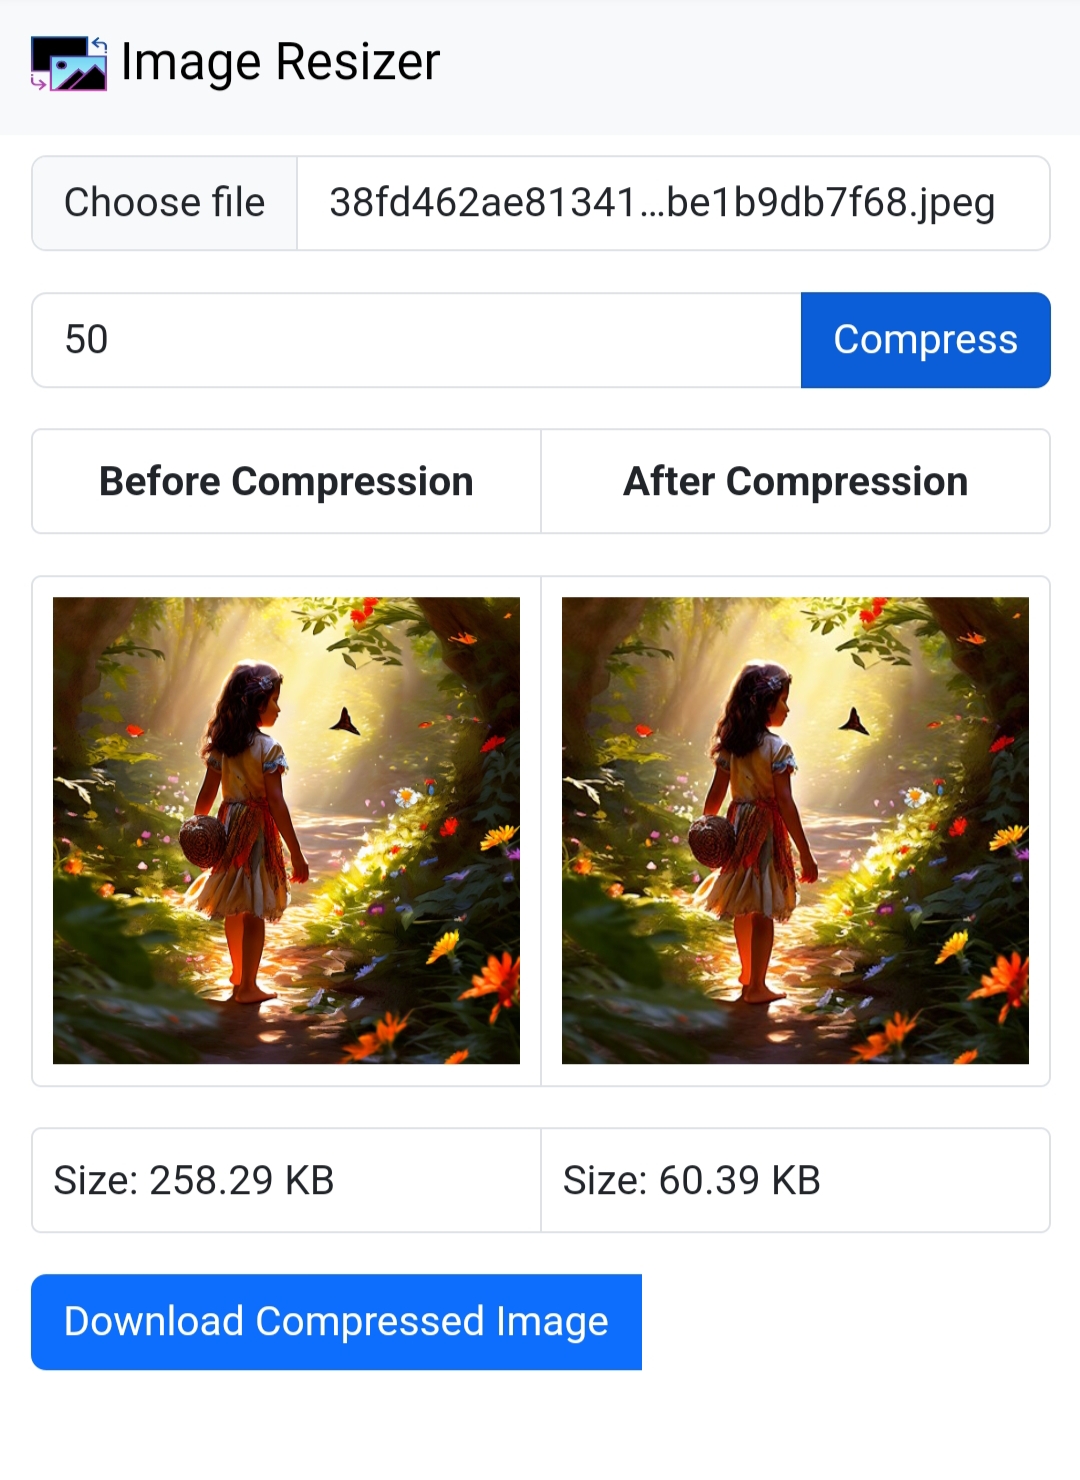 Image Resizer
Choose file 38fd462ae81341...be1b9db7f68.jpeg
50 Compress
Before Compression After Compression
Size: 258.29 KB Size: 60.39 KB
Download Compressed Image